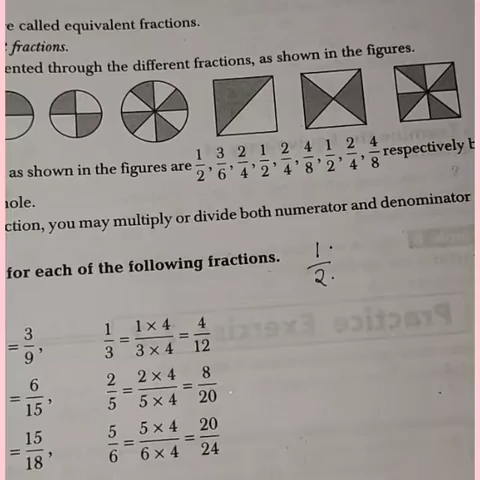 e called equivalent fractions.
fractions.
ented through the different fractions, as shown in the figures.
as shown in the figures are 1/2, 3/6, 2/4, 1/2, 2/4, 4/8, 1/2, 2/4, 4/8 respectively b
ole.
ction, you may multiply or divide both numerator and denominator
for each of the following fractions.
1/2
= 3/9, 1/3 = 1 × 4/3 × 4 = 4/12
= 6/15, 2/5 = 2 × 4/5 × 4 = 8/20
= 15/18, 5/6 = 5 × 4/6 × 4 = 20/24